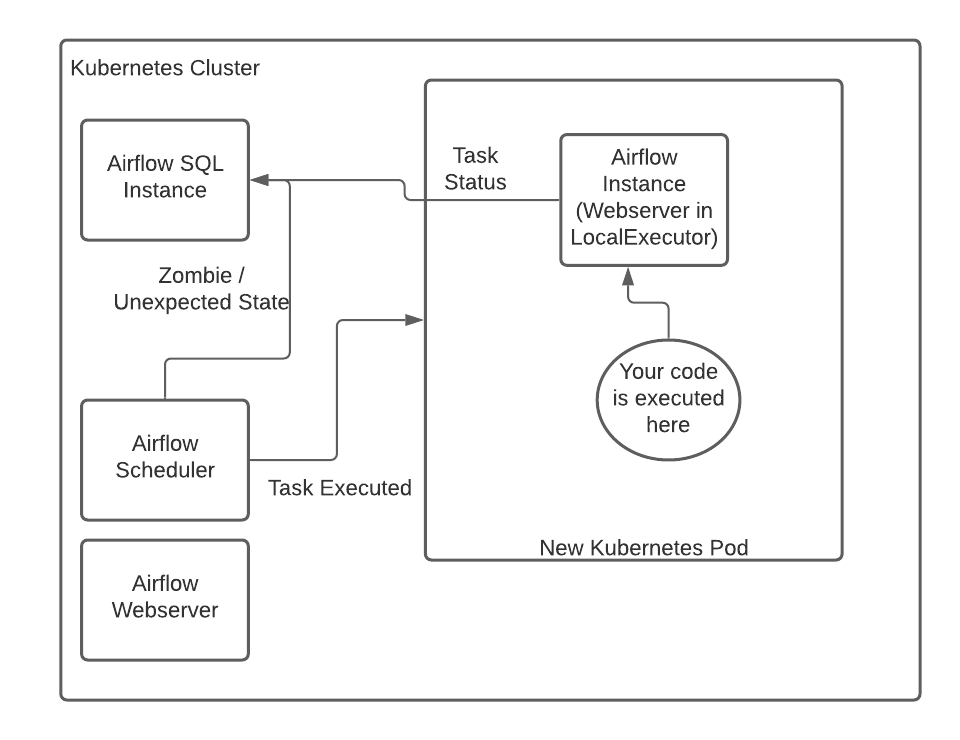 Kubernetes Cluster
Airflow SQL
Instance
Task
Status
Airflow
Instance
(Webserver in
LocalExecutor)
Zombie /
Unexpected State
Your code
is executed
here
Airflow
Scheduler
Task Executed
New Kubernetes Pod
Airflow
Webserver